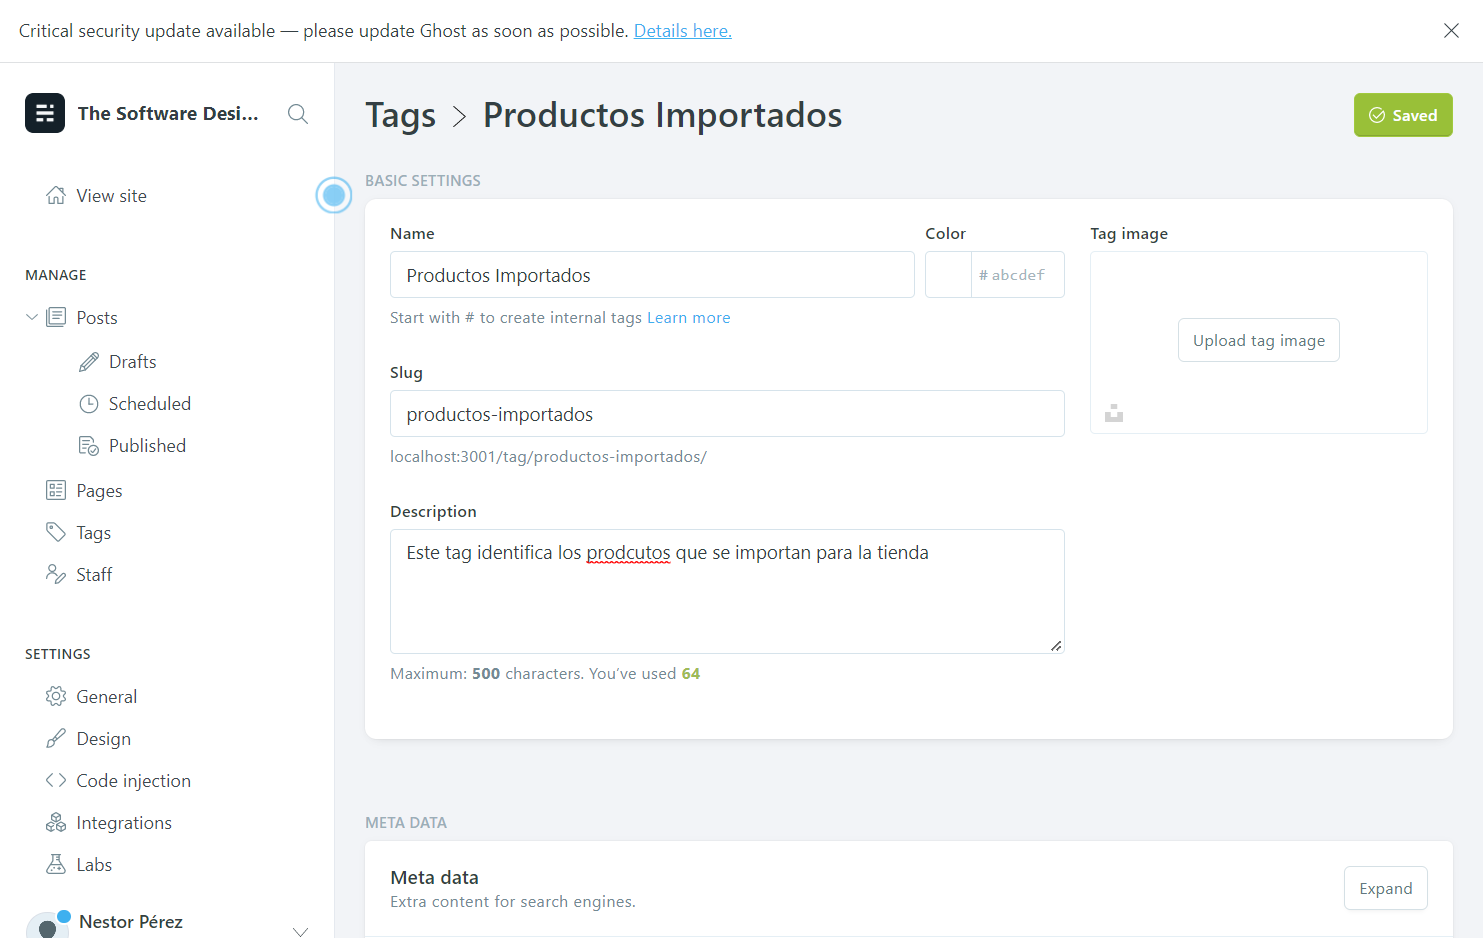 Critical security update available — please update Ghost as soon as possible. Details here.
The Software Desi...
Tags > Productos Importados
Saved
View site
BASIC SETTINGS
Name
Color
Tag image
Productos Importados
# abcdef
Start with # to create internal tags Learn more
Upload tag image
MANAGE
Posts
Drafts
Scheduled
Published
Pages
Tags
Staff
Slug
productos-importados
localhost:3001/tag/productos-importados/
Description
Este tag identifica los prodcutos que se importan para la tienda
Maximum: 500 characters. You’ve used 64
SETTINGS
General
Design
Code injection
Integrations
Labs
Nestor Pérez
META DATA
Meta data
Extra content for search engines.
Expand